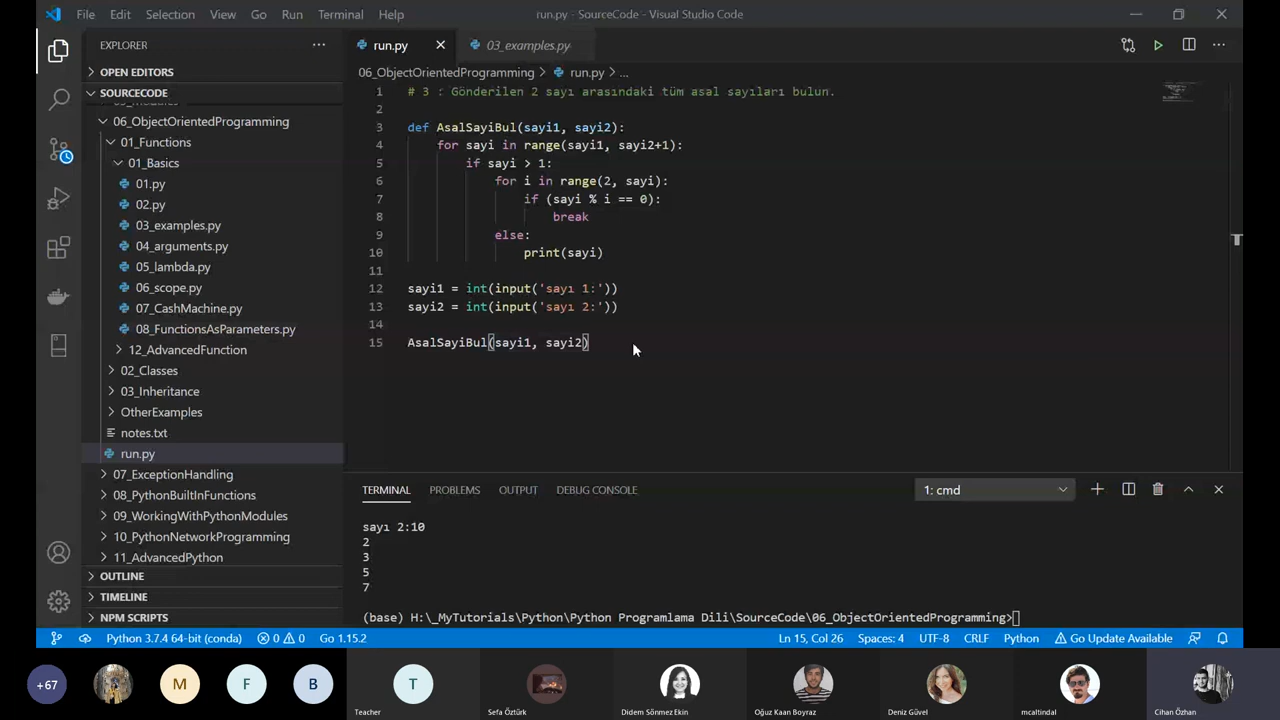 File Edit Selection View Go Run Terminal Help run.py - SourceCode - Visual Studio Code
EXPLORER
OPEN EDITORS
SOURCECODE
06_ObjectOrientedProgramming
01_Functions
01_Basics
01.py
02.py
03_examples.py
04_arguments.py
05_lambda.py
06_scope.py
07_CashMachine.py
08_FunctionsAsParameters.py
12_AdvancedFunction
02_Classes
03_Inheritance
OtherExamples
notes.txt
run.py
07_ExceptionHandling
08_PythonBuiltInFunctions
09_WorkingWithPythonModules
10_PythonNetworkProgramming
11_AdvancedPython
OUTLINE
TIMELINE
NPM SCRIPTS
run.py 03_examples.py
06_ObjectOrientedProgramming > run.py > ...
1 # 3 : Gönderilen 2 sayı arasındaki tüm asal sayıları bulun.
2
3 def AsalSayiBul(sayi1, sayi2):
4 for sayi in range(sayi1, sayi2+1):
5 if sayi > 1:
6 for i in range(2, sayi):
7 if (sayi % i == 0):
8 break
9 else:
10 print(sayi)
11
12 sayi1 = int(input('sayı 1:'))
13 sayi2 = int(input('sayı 2:'))
14
15 AsalSayiBul(sayi1, sayi2)
TERMINAL PROBLEMS OUTPUT DEBUG CONSOLE 1: cmd
sayı 2:10
2
3
5
7
(base) H:\_MyTutorials\Python\Python Programlama Dili\SourceCode\06_ObjectOrientedProgramming>
Python 3.7.4 64-bit (conda) 0 0 Go 1.15.2 Ln 15, Col 26 Spaces: 4 UTF-8 CRLF Python Go Update Available
+67 M F B T
Teacher Sefa Öztürk Didem Sönmez Ekin Oğuz Kaan Boyraz Deniz Güvel mcaltindal Cihan Özhan